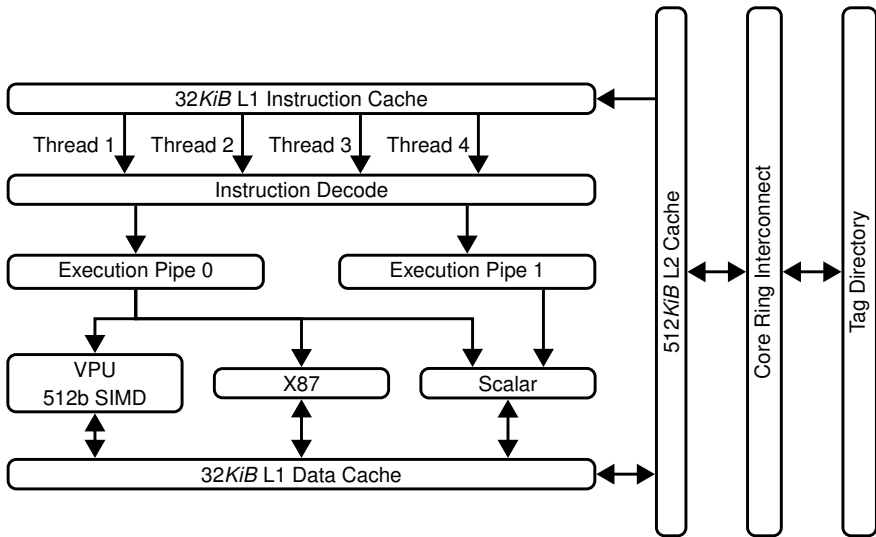 32KiB L1 Instruction Cache
Thread 1
Thread 2
Thread 3
Thread 4
Instruction Decode
Execution Pipe 0
Execution Pipe 1
VPU
512b SIMD
X87
Scalar
32KiB L1 Data Cache
512KiB L2 Cache
Core Ring Interconnect
Tag Directory